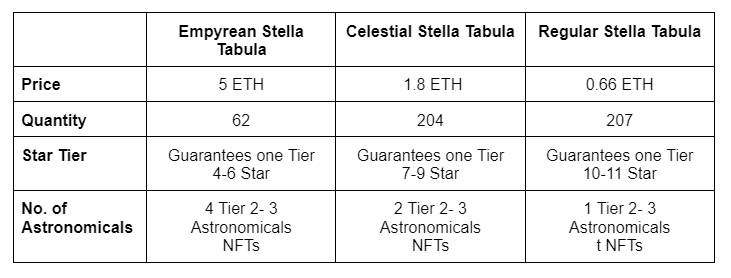 Empyrean Stella
Tabula
Celestial Stella Tabula
Regular Stella Tabula
Price
5 ETH
1.8 ETH
0.66 ETH
Quantity
62
204
207
Star Tier
Guarantees one Tier
4-6 Star
Guarantees one Tier
7-9 Star
Guarantees one Tier
10-11 Star
No. of
Astronomicals
4 Tier 2- 3
Astronomicals
NFTs
2 Tier 2- 3
Astronomicals
NFTs
1 Tier 2- 3
Astronomicals
t NFTs